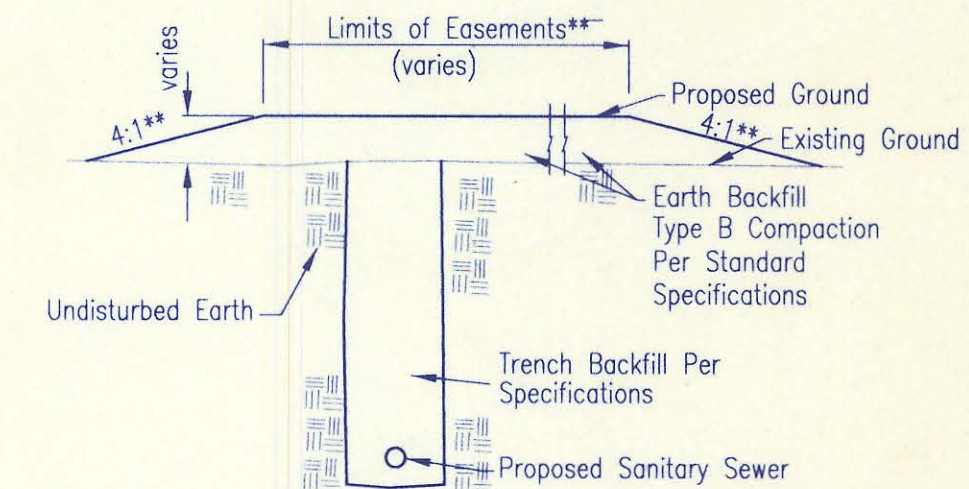 Limits of Easements**
(varies)
varies
4:1**
Proposed Ground
4:1**
Existing Ground
Earth Backfill
Type B Compaction
Per Standard
Specifications
Undisturbed Earth
Trench Backfill Per
Specifications
Proposed Sanitary Sewer